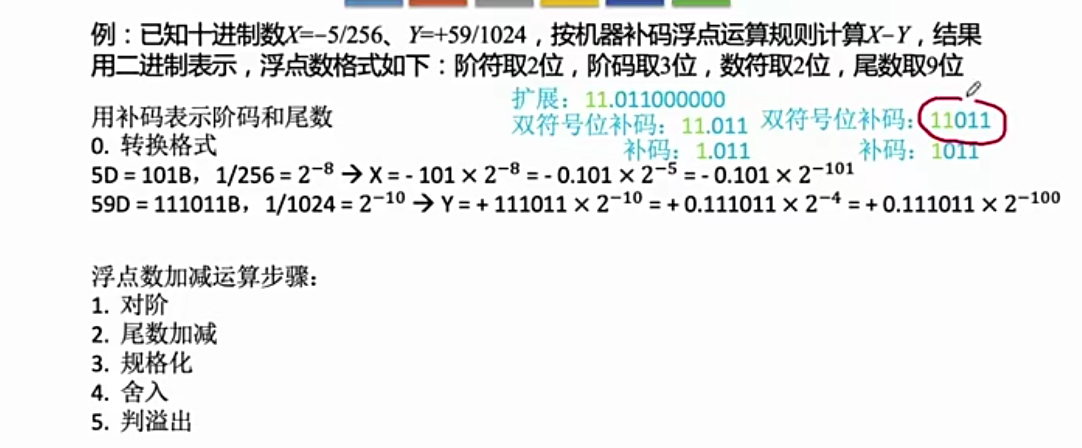 例：已知十进制数X=−5/256、Y=+59/1024，按机器补码浮点运算规则计算X−Y，结果
用二进制表示，浮点数格式如下：阶符取2位，阶码取3位，数符取2位，尾数取9位
扩展：11.011000000
用补码表示阶码和尾数 双符号位补码：11.011 双符号位补码：11011
0. 转换格式 补码：1.011 补码：1011
5D = 101B，1/256 = 2⁻⁸ → X = - 101 × 2⁻⁸ = - 0.101 × 2⁻⁵ = - 0.101 × 2⁻¹⁰¹
59D = 111011B，1/1024 = 2⁻¹⁰ → Y = + 111011 × 2⁻¹⁰ = + 0.111011 × 2⁻⁴ = + 0.111011 × 2⁻¹⁰⁰
浮点数加减运算步骤：
1. 对阶
2. 尾数加减
3. 规格化
4. 舍入
5. 判溢出